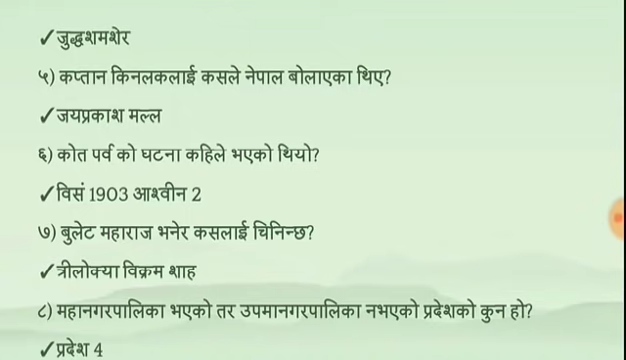 ✓जुद्धशमशेर
५) कप्तान किनलकलाई कसले नेपाल बोलाएका थिए?
✓जयप्रकाश मल्ल
६) कोत पर्व को घटना कहिले भएको थियो?
✓विसं 1903 आश्वीन 2
७) बुलेट महाराज भनेर कसलाई चिनिन्छ?
✓त्रीलोक्या विक्रम शाह
८) महानगरपालिका भएको तर उपमानगरपालिका नभएको प्रदेशको कुन हो?
✓प्रदेश 4